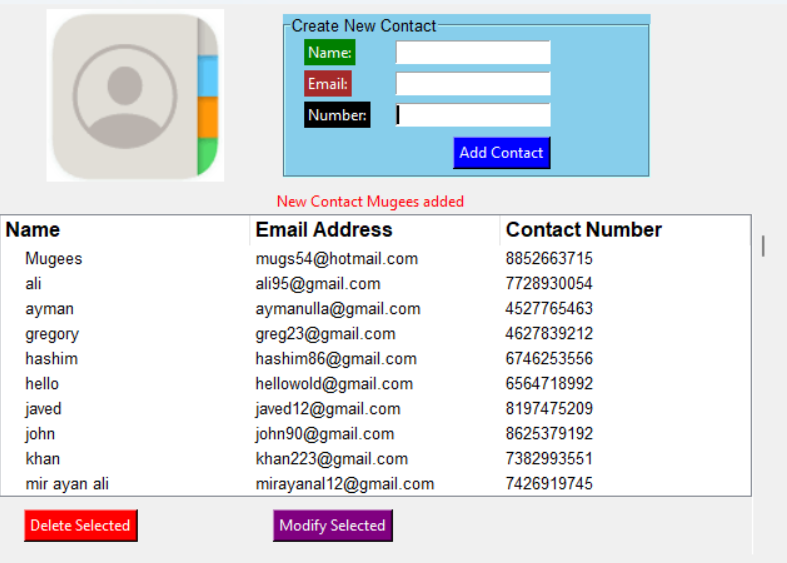 Create New Contact
Name:
Email:
Number:
Add Contact
New Contact Mugees added
Name Email Address Contact Number
Mugees mugs54@hotmail.com 8852663715
ali ali95@gmail.com 7728930054
ayman aymanulla@gmail.com 4527765463
gregory greg23@gmail.com 4627839212
hashim hashim86@gmail.com 6746253556
hello hellowold@gmail.com 6564718992
javed javed12@gmail.com 8197475209
john john90@gmail.com 8625379192
khan khan223@gmail.com 7382993551
mir ayan ali mirayanal12@gmail.com 7426919745
Delete Selected Modify Selected